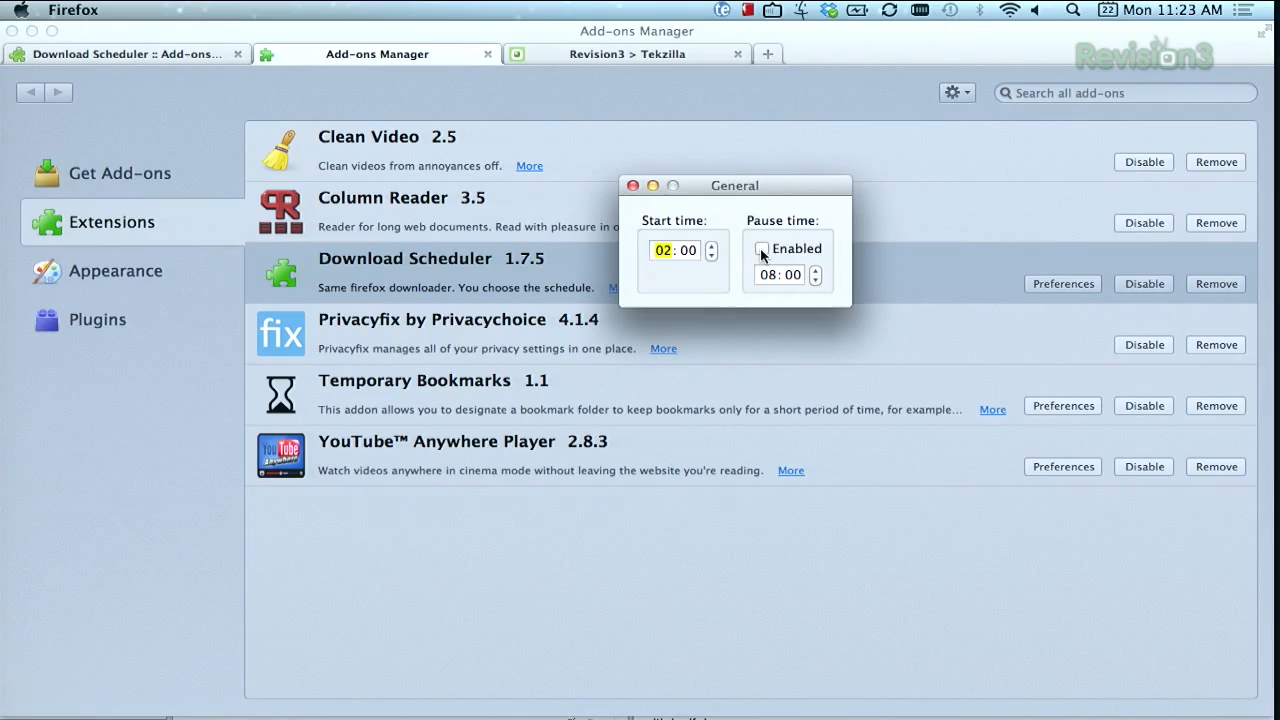 Firefox
22
Mon 11:23 AM
Add-ons Manager
Download Scheduler :: Add-ons...
Add-ons Manager
Revision3 > Tekzilla
Revision3
Search all add-ons
Get Add-ons
Extensions
Appearance
Plugins
Clean Video 2.5
Clean videos from annoyances off. More
Disable
Remove
Column Reader 3.5
Reader for long web documents. Read with pleasure in
Disable
Remove
Download Scheduler 1.7.5
Same firefox downloader. You choose the schedule.
Preferences
Disable
Remove
fix
Privacyfix by Privacychoice 4.1.4
Privacyfix manages all of your privacy settings in one place. More
Disable
Remove
Temporary Bookmarks 1.1
This addon allows you to designate a bookmark folder to keep bookmarks only for a short period of time, for example... More
Preferences
Disable
Remove
YouTube Anywhere
YouTube™ Anywhere Player 2.8.3
Watch videos anywhere in cinema mode without leaving the website you're reading. More
Preferences
Disable
Remove
General
Start time:
02: 00
Pause time:
Enabled
08: 00